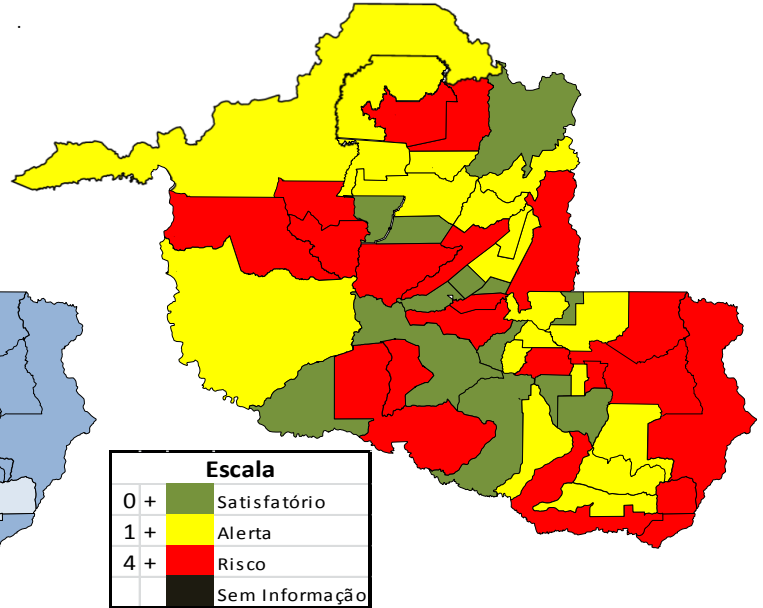 Escala
0 + Satisfatório
1 + Alerta
4 + Risco
Sem Informação